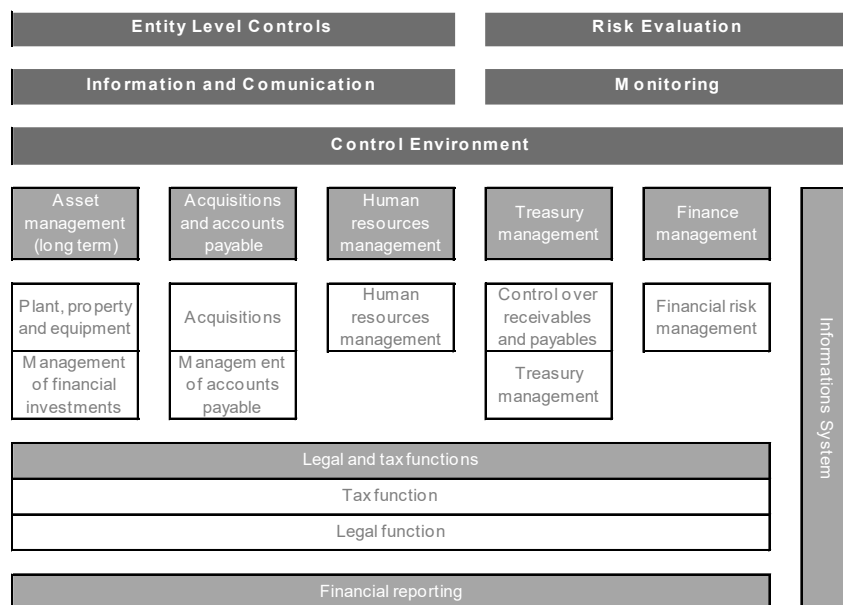 Entity Level Controls
Risk Evaluation
Information and Comunication
Monitoring
Control Environment
Asset
management
(long term)
Acquisitions
and accounts
payable
Human
resources
management
Treasury
management
Finance
management
Plant, property
and equipment
Acquisitions
Human
resources
management
Control over
receivables
and payables
Financial risk
management
Management
of financial
investments
Managem ent
of accounts
payable
Treasury
management
Informations System
Legal and tax functions
Tax function
Legal function
Financial reporting